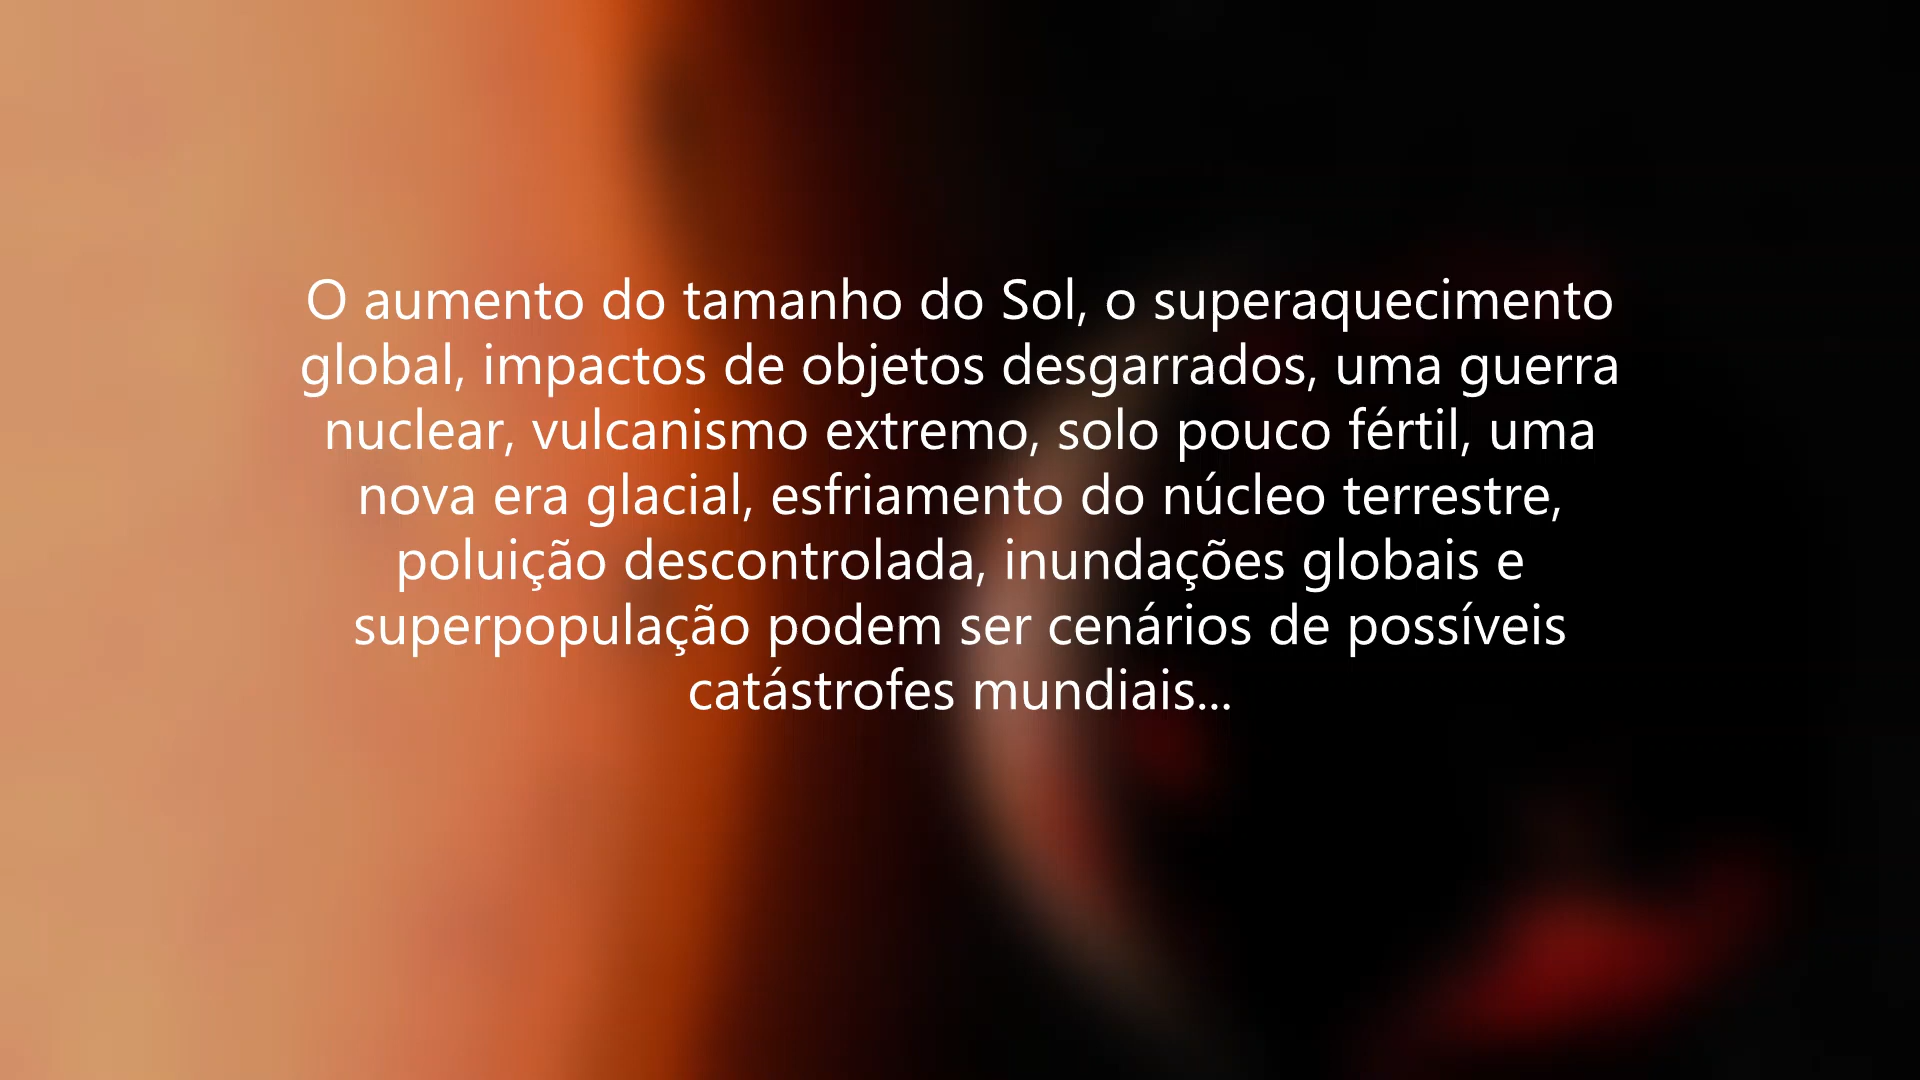 O aumento do tamanho do Sol, o superaquecimento
global, impactos de objetos desgarrados, uma guerra
nuclear, vulcanismo extremo, solo pouco fértil, uma
nova era glacial, esfriamento do núcleo terrestre,
poluição descontrolada, inundações globais e
superpopulação podem ser cenários de possíveis
catástrofes mundiais...